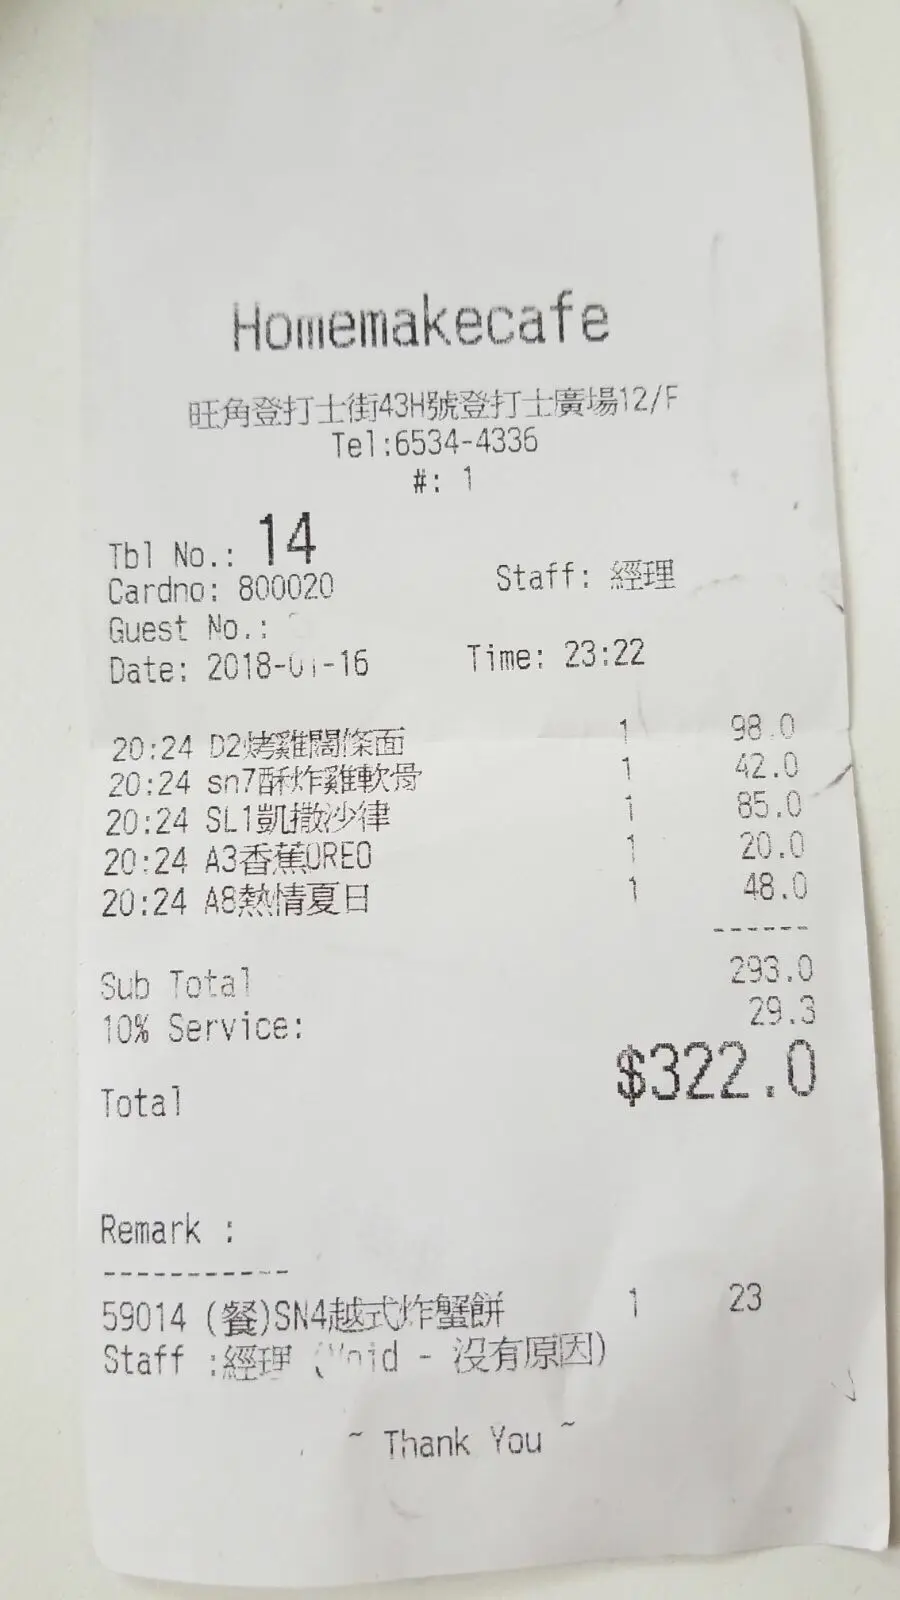 Homemakecafe
旺角登打士街43H號登打士廣場12/F
Tel:6534-4336
#: 1
Tbl No.: 14
Cardno: 800020 Staff: 經理
Guest No.:
Date: 2018-01-16 Time: 23:22
20:24 D2烤雞闊條面 1 98.0
20:24 sn7酥炸雞軟骨 1 42.0
20:24 SL1凱撒沙律 1 85.0
20:24 A3香蕉OREO 1 20.0
20:24 A8熱情夏日 1 48.0
------
Sub Total 293.0
10% Service: 29.3
Total $322.0
Remark :
-----------
59014 (餐)SN4越式炸蟹餅 1 23
Staff :經理 (Void - 沒有原因)
~ Thank You ~